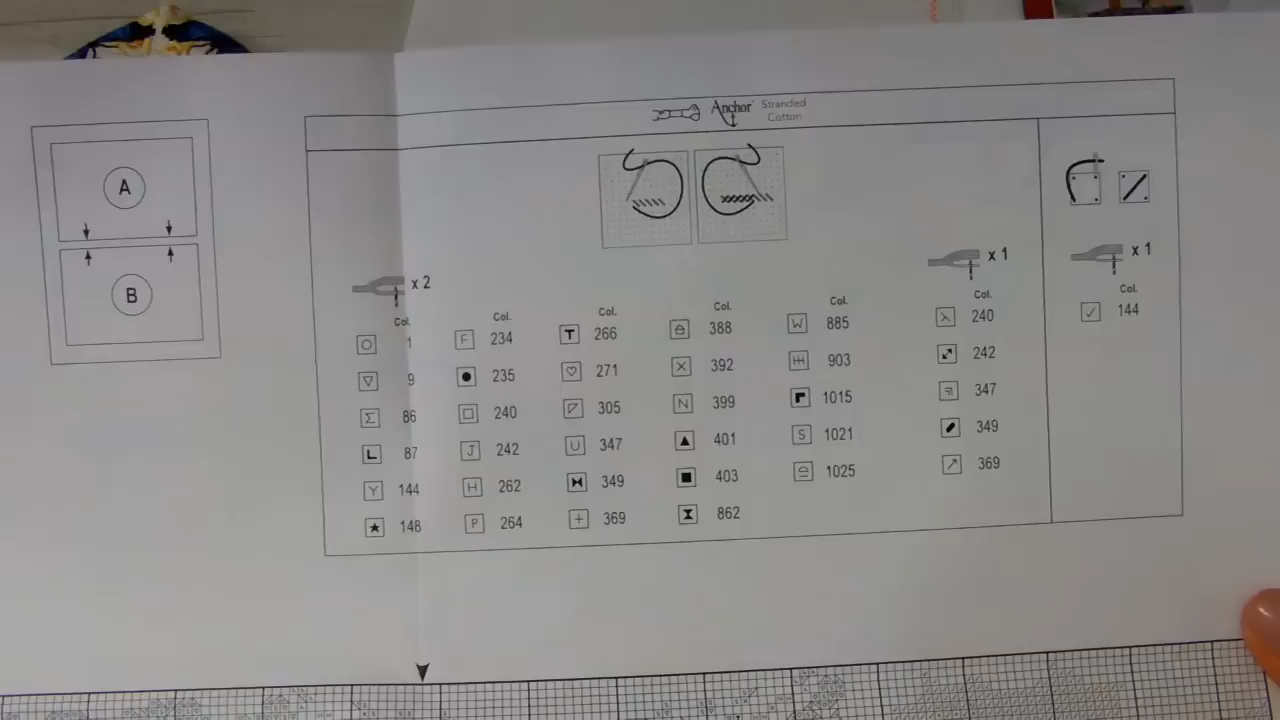 Anchor Stranded
Cotton
A
B
x 2
x 1
x 1
Col. Col. Col. Col. Col. Col. Col.
1 F 234 T 266 388 W 885 240 144
9 235 271 X 392 903 242
Σ 86 240 305 N 399 1015 347
L 87 J 242 U 347 401 S 1021 349
Y 144 H 262 349 403 1025 369
148 P 264 + 369 862